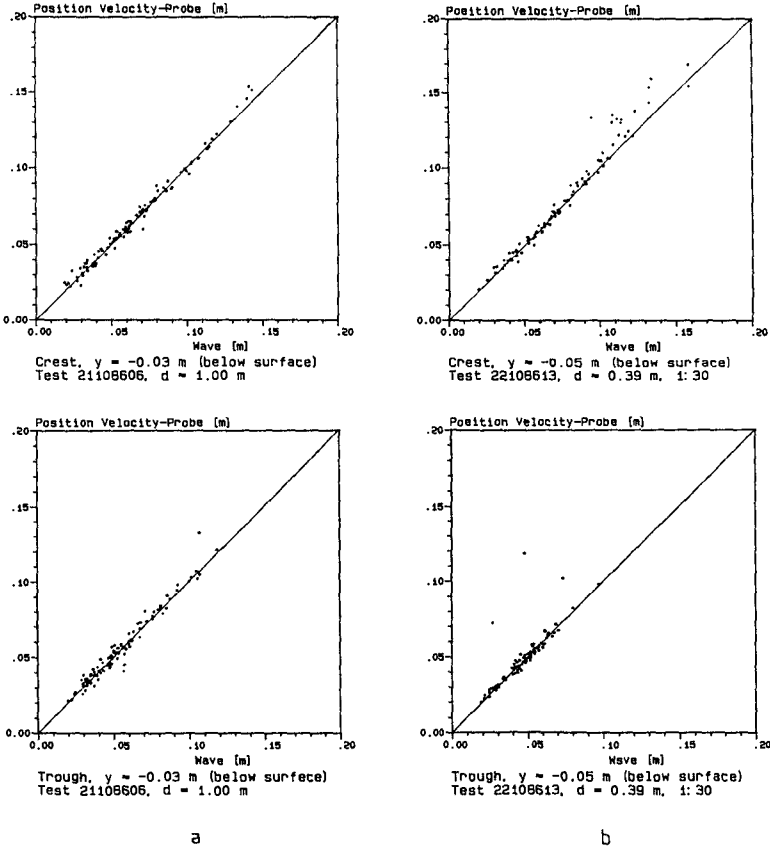 Position Velocity-Probe [m]
.20
.15
.10
.05
0.00
0.00 .05 .10 .15 .20
Wave [m]
Crest, y = -0.03 m (below surface)
Test 21108606, d = 1.00 m
Position Velocity-Probe [m]
.20
.15
.10
.05
0.00
0.00 .05 .10 .15 .20
Wave [m]
Crest, y = -0.05 m (below surface)
Test 22108613, d = 0.39 m, 1:30
Position Velocity-Probe [m]
.20
.15
.10
.05
0.00
0.00 .05 .10 .15 .20
Wave [m]
Trough, y = -0.03 m (below surface)
Test 21108606, d = 1.00 m
a
Position Velocity-Probe [m]
.20
.15
.10
.05
0.00
0.00 .05 .10 .15 .20
Wave [m]
Trough, y = -0.05 m (below surface)
Test 22108613, d = 0.39 m, 1:30
b